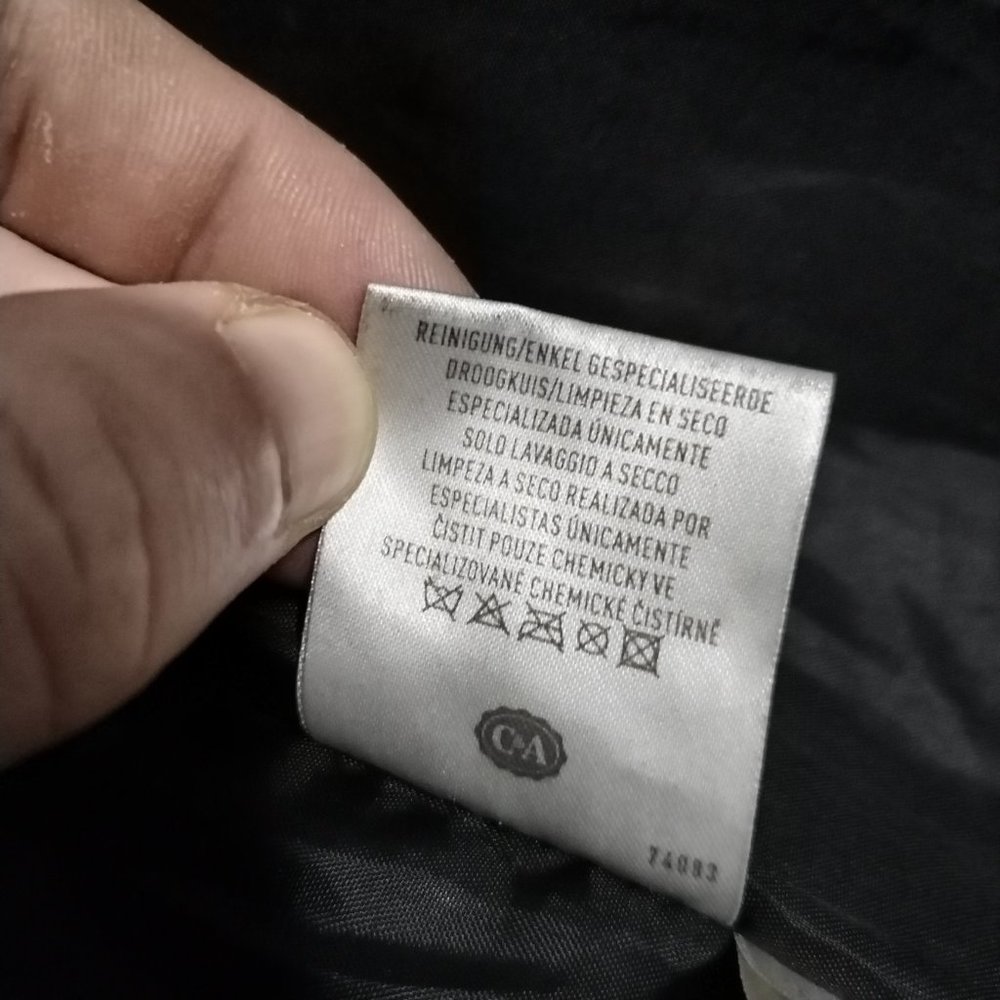 REINIGUNG/ENKEL GESPECIALISEERDE
DROOGKUIS/LIMPIEZA EN SECO
ESPECIALIZADA ÚNICAMENTE
SOLO LAVAGGIO A SECCO
LIMPEZA A SECO REALIZADA POR
ESPECIALISTAS ÚNICAMENTE
ČISTIT POUZE CHEMICKY VE
SPECIALIZOVANÉ CHEMICKÉ ČISTÍRNĚ
C&A
74093